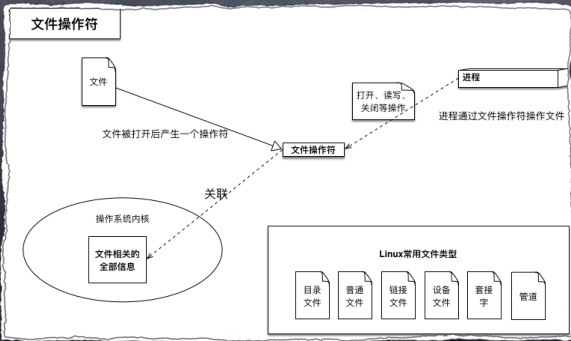 文件操作符
文件
进程
打开、读写、
关闭等操作
进程通过文件操作符操作文件
文件被打开后产生一个操作符
文件操作符
关联
操作系统内核
文件相关的
全部信息
Linux常用文件类型
目录
文件
普通
文件
链接
文件
设备
文件
套接
字
管道